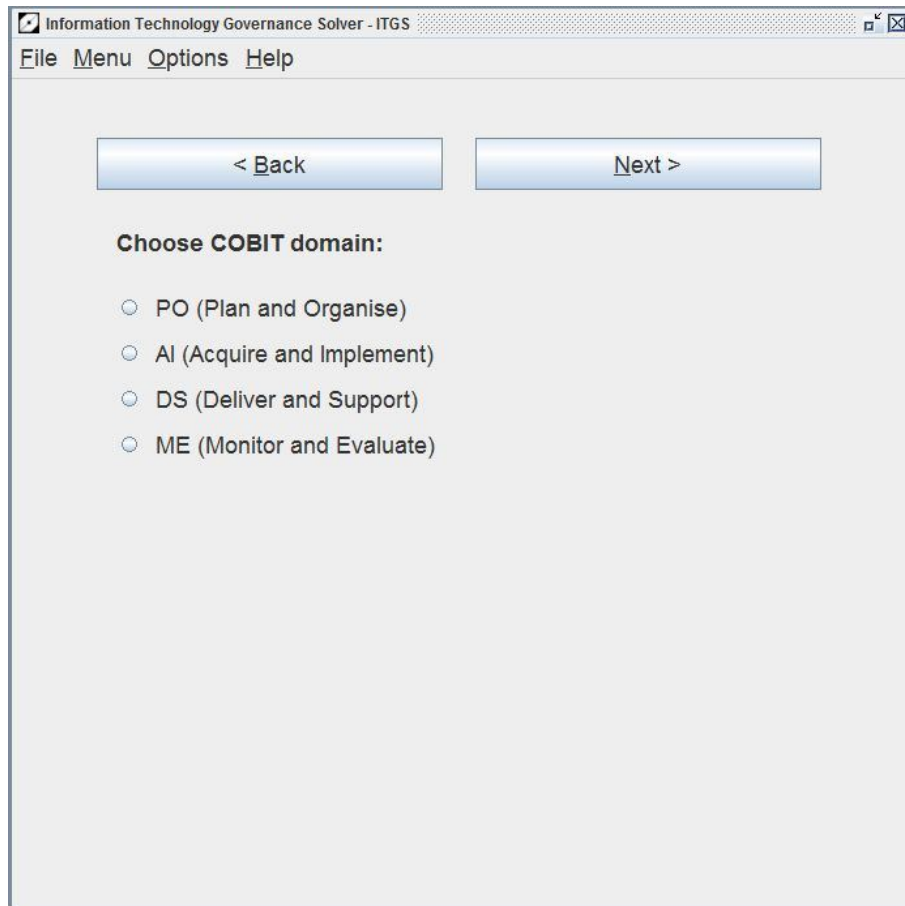 Information Technology Governance Solver - ITGS
File Menu Options Help
< Back Next >
Choose COBIT domain:
PO (Plan and Organise)
AI (Acquire and Implement)
DS (Deliver and Support)
ME (Monitor and Evaluate)